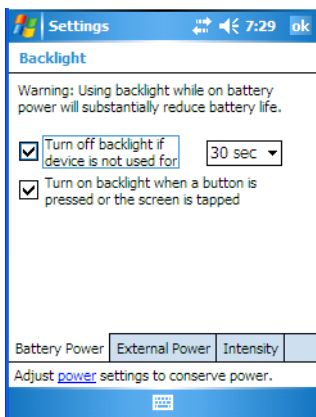 Settings 7:29 ok
Backlight
Warning: Using backlight while on battery
power will substantially reduce battery life.
Turn off backlight if
device is not used for 30 sec
Turn on backlight when a button is
pressed or the screen is tapped
Battery Power External Power Intensity
Adjust power settings to conserve power.